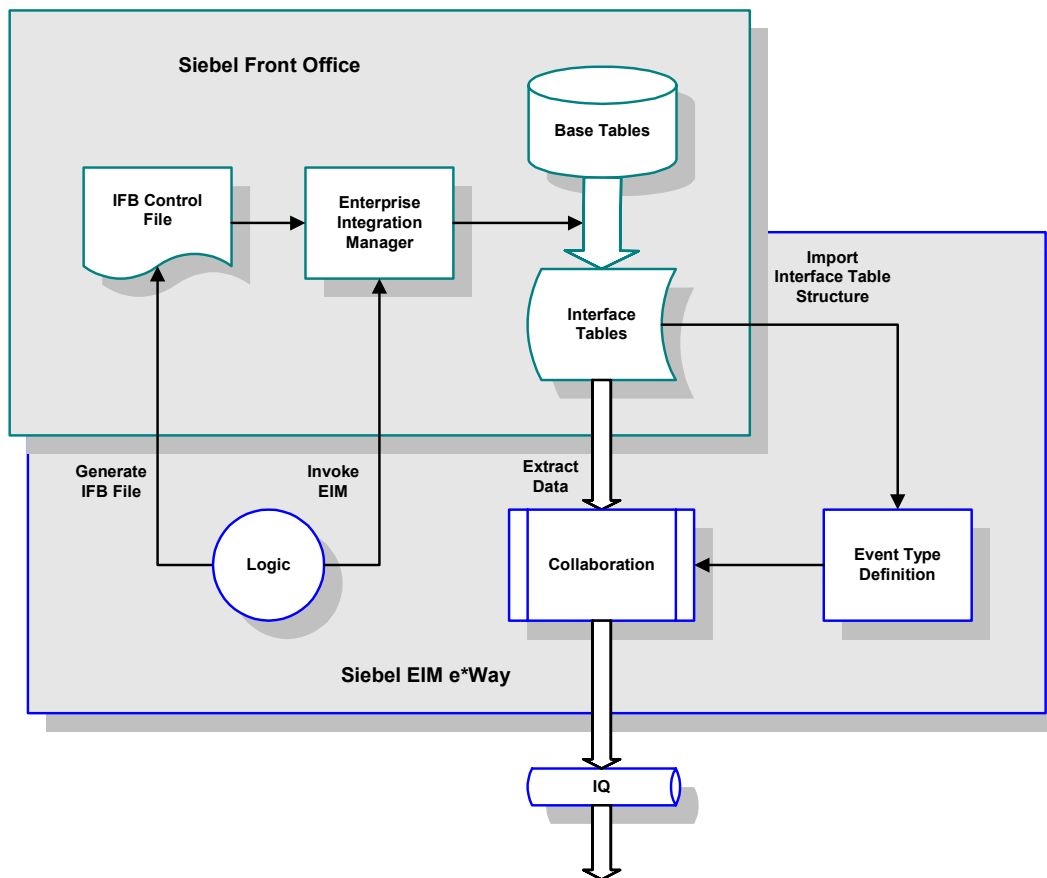 Siebel Front Office
Base Tables
IFB Control
File
Enterprise
Integration
Manager
Import
Interface Table
Structure
Interface
Tables
Generate
IFB File
Invoke
EIM
Extract
Data
Logic
Collaboration
Event Type
Definition
Siebel EIM e*Way
IQ